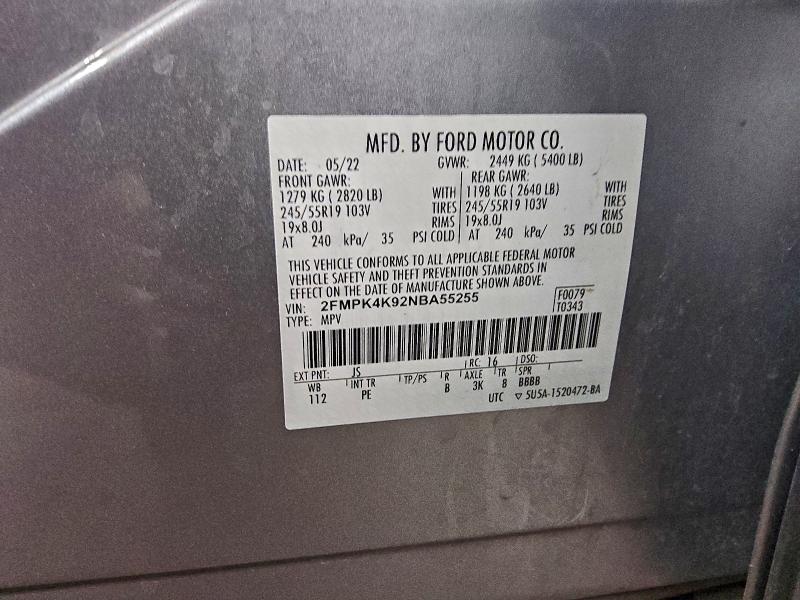 MFD. BY FORD MOTOR CO.
DATE: 05/22 GVWR: 2449 KG ( 5400 LB)
FRONT GAWR: REAR GAWR:
1279 KG ( 2820 LB) WITH 1198 KG ( 2640 LB) WITH
245/55R19 103V TIRES 245/55R19 103V TIRES
19x8.0J RIMS 19x8.0J RIMS
AT 240 kPa/ 35 PSI COLD AT 240 kPa/ 35 PSI COLD
THIS VEHICLE CONFORMS TO ALL APPLICABLE FEDERAL MOTOR
VEHICLE SAFETY AND THEFT PREVENTION STANDARDS IN
EFFECT ON THE DATE OF MANUFACTURE SHOWN ABOVE.
VIN: 2FMPK4K92NBA55255 F0079
TYPE: MPV T0343
EXT PNT: JS RC: 16 DSO:
WB INT TR TP/PS R AXLE TR SPR
112 PE B 3K 8 BBBB
UTC ▽ 5U5A-1520472-BA